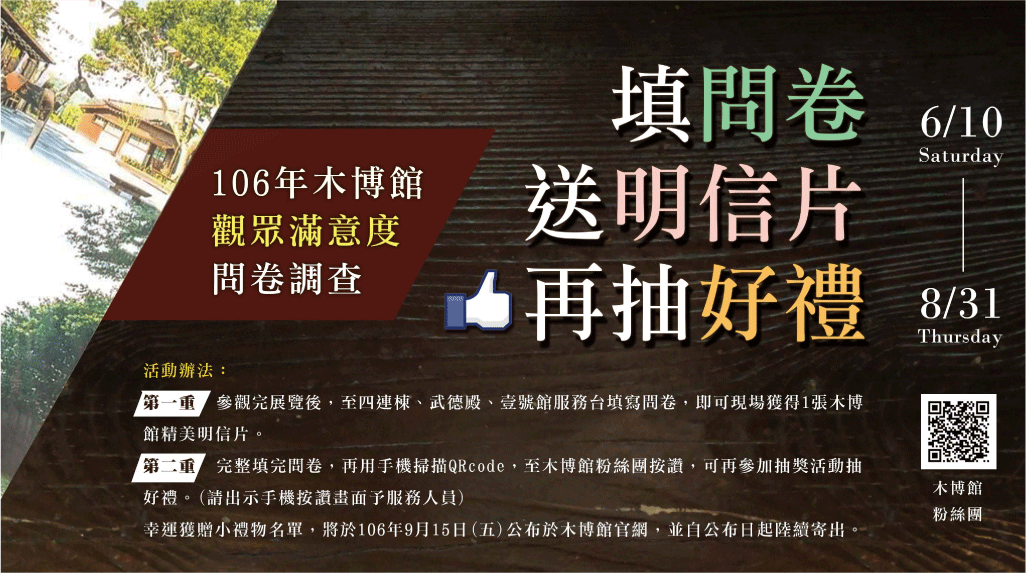 106年木博館
觀眾滿意度
問卷調查
填問卷
送明信片
再抽好禮
6/10
Saturday
8/31
Thursday
活動辦法：
第一重 參觀完展覽後，至四連棟、武德殿、壹號館服務台填寫問卷，即可現場獲得1張木博
館精美明信片。
第二重 完整填完問卷，再用手機掃描QRcode，至木博館粉絲團按讚，可再參加抽獎活動抽
好禮。(請出示手機按讚畫面予服務人員)
幸運獲贈小禮物名單，將於106年9月15日(五)公布於木博館官網，並自公布日起陸續寄出。
木博館
粉絲團